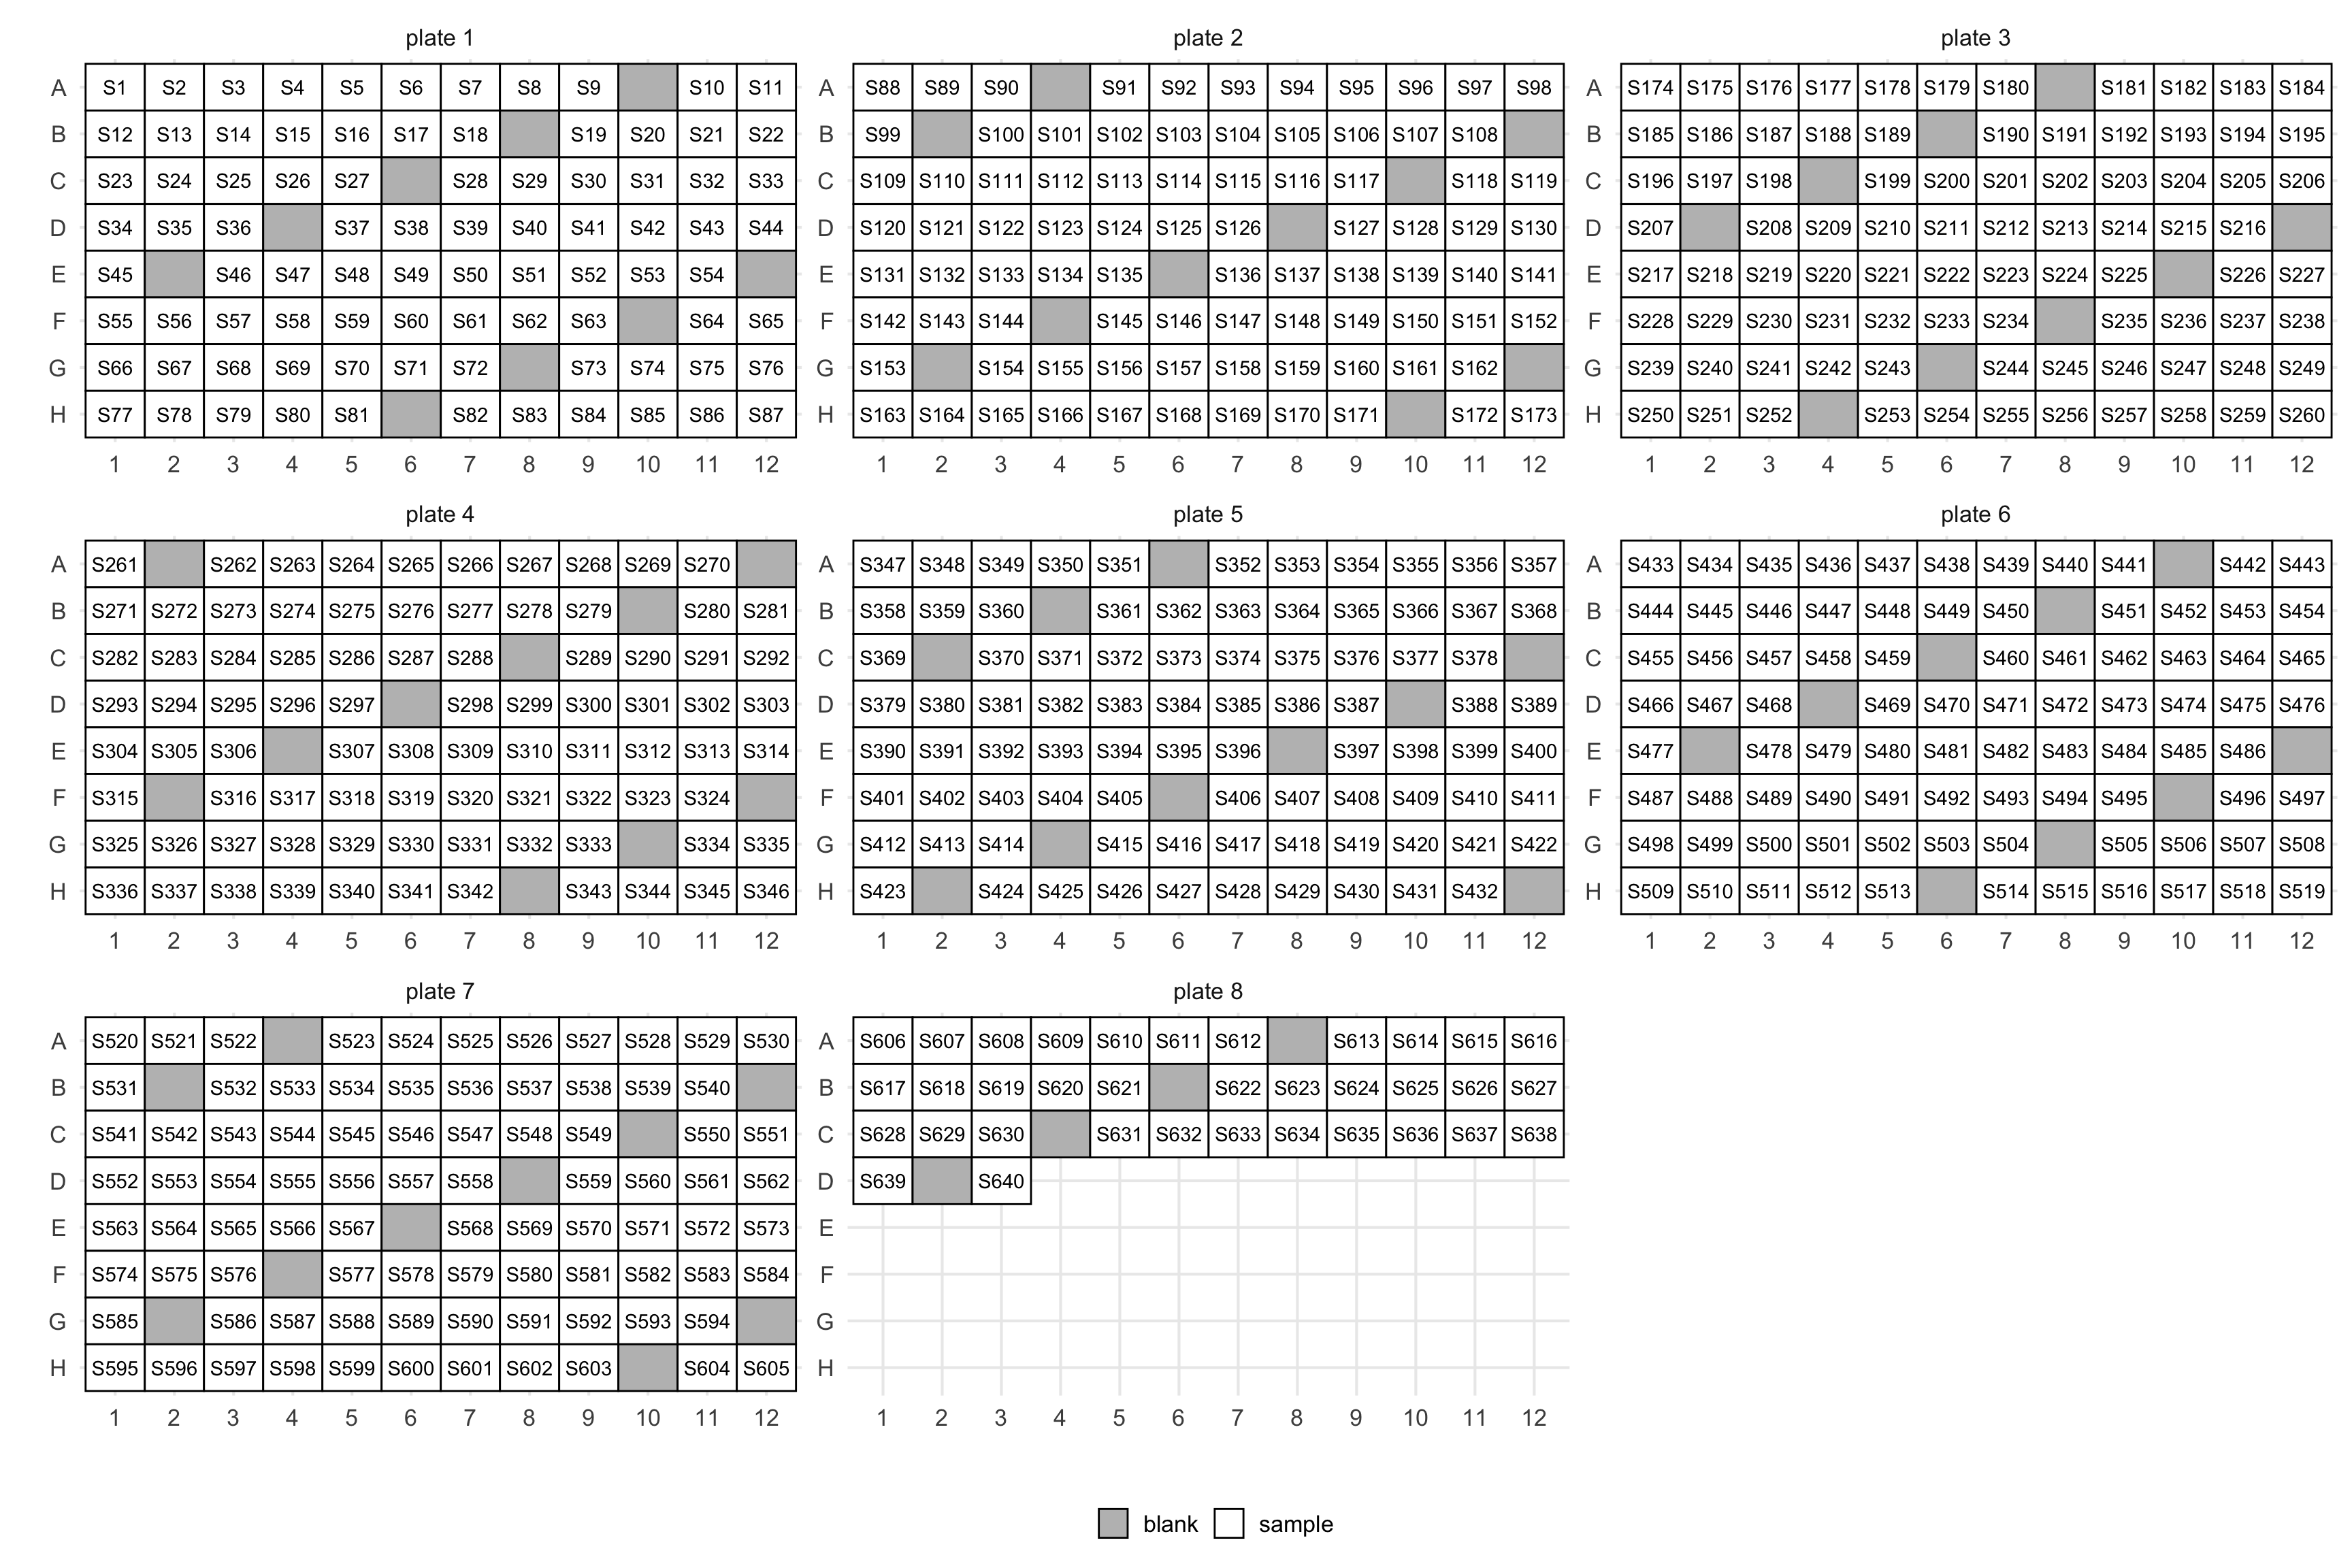 plate 1 plate 2 plate 3
A S1 S2 S3 S4 S5 S6 S7 S8 S9 S10 S11 A S88 S89 S90 S91 S92 S93 S94 S95 S96 S97 S98 A S174 S175 S176 S177 S178 S179 S180 S181 S182 S183 S184
B S12 S13 S14 S15 S16 S17 S18 S19 S20 S21 S22 B S99 S100 S101 S102 S103 S104 S105 S106 S107 S108 B S185 S186 S187 S188 S189 S190 S191 S192 S193 S194 S195
C S23 S24 S25 S26 S27 S28 S29 S30 S31 S32 S33 C S109 S110 S111 S112 S113 S114 S115 S116 S117 S118 S119 C S196 S197 S198 S199 S200 S201 S202 S203 S204 S205 S206
D S34 S35 S36 S37 S38 S39 S40 S41 S42 S43 S44 D S120 S121 S122 S123 S124 S125 S126 S127 S128 S129 S130 D S207 S208 S209 S210 S211 S212 S213 S214 S215 S216
E S45 S46 S47 S48 S49 S50 S51 S52 S53 S54 E S131 S132 S133 S134 S135 S136 S137 S138 S139 S140 S141 E S217 S218 S219 S220 S221 S222 S223 S224 S225 S226 S227
F S55 S56 S57 S58 S59 S60 S61 S62 S63 S64 S65 F S142 S143 S144 S145 S146 S147 S148 S149 S150 S151 S152 F S228 S229 S230 S231 S232 S233 S234 S235 S236 S237 S238
G S66 S67 S68 S69 S70 S71 S72 S73 S74 S75 S76 G S153 S154 S155 S156 S157 S158 S159 S160 S161 S162 G S239 S240 S241 S242 S243 S244 S245 S246 S247 S248 S249
H S77 S78 S79 S80 S81 S82 S83 S84 S85 S86 S87 H S163 S164 S165 S166 S167 S168 S169 S170 S171 S172 S173 H S250 S251 S252 S253 S254 S255 S256 S257 S258 S259 S260
1 2 3 4 5 6 7 8 9 10 11 12 1 2 3 4 5 6 7 8 9 10 11 12 1 2 3 4 5 6 7 8 9 10 11 12
plate 4 plate 5 plate 6
A S261 S262 S263 S264 S265 S266 S267 S268 S269 S270 A S347 S348 S349 S350 S351 S352 S353 S354 S355 S356 S357 A S433 S434 S435 S436 S437 S438 S439 S440 S441 S442 S443
B S271 S272 S273 S274 S275 S276 S277 S278 S279 S280 S281 B S358 S359 S360 S361 S362 S363 S364 S365 S366 S367 S368 B S444 S445 S446 S447 S448 S449 S450 S451 S452 S453 S454
C S282 S283 S284 S285 S286 S287 S288 S289 S290 S291 S292 C S369 S370 S371 S372 S373 S374 S375 S376 S377 S378 C S455 S456 S457 S458 S459 S460 S461 S462 S463 S464 S465
D S293 S294 S295 S296 S297 S298 S299 S300 S301 S302 S303 D S379 S380 S381 S382 S383 S384 S385 S386 S387 S388 S389 D S466 S467 S468 S469 S470 S471 S472 S473 S474 S475 S476
E S304 S305 S306 S307 S308 S309 S310 S311 S312 S313 S314 E S390 S391 S392 S393 S394 S395 S396 S397 S398 S399 S400 E S477 S478 S479 S480 S481 S482 S483 S484 S485 S486
F S315 S316 S317 S318 S319 S320 S321 S322 S323 S324 F S401 S402 S403 S404 S405 S406 S407 S408 S409 S410 S411 F S487 S488 S489 S490 S491 S492 S493 S494 S495 S496 S497
G S325 S326 S327 S328 S329 S330 S331 S332 S333 S334 S335 G S412 S413 S414 S415 S416 S417 S418 S419 S420 S421 S422 G S498 S499 S500 S501 S502 S503 S504 S505 S506 S507 S508
H S336 S337 S338 S339 S340 S341 S342 S343 S344 S345 S346 H S423 S424 S425 S426 S427 S428 S429 S430 S431 S432 H S509 S510 S511 S512 S513 S514 S515 S516 S517 S518 S519
1 2 3 4 5 6 7 8 9 10 11 12 1 2 3 4 5 6 7 8 9 10 11 12 1 2 3 4 5 6 7 8 9 10 11 12
plate 7 plate 8
A S520 S521 S522 S523 S524 S525 S526 S527 S528 S529 S530 A S606 S607 S608 S609 S610 S611 S612 S613 S614 S615 S616
B S531 S532 S533 S534 S535 S536 S537 S538 S539 S540 B S617 S618 S619 S620 S621 S622 S623 S624 S625 S626 S627
C S541 S542 S543 S544 S545 S546 S547 S548 S549 S550 S551 C S628 S629 S630 S631 S632 S633 S634 S635 S636 S637 S638
D S552 S553 S554 S555 S556 S557 S558 S559 S560 S561 S562 D S639 S640
E S563 S564 S565 S566 S567 S568 S569 S570 S571 S572 S573 E
F S574 S575 S576 S577 S578 S579 S580 S581 S582 S583 S584 F
G S585 S586 S587 S588 S589 S590 S591 S592 S593 S594 G
H S595 S596 S597 S598 S599 S600 S601 S602 S603 S604 S605 H
1 2 3 4 5 6 7 8 9 10 11 12 1 2 3 4 5 6 7 8 9 10 11 12
blank sample